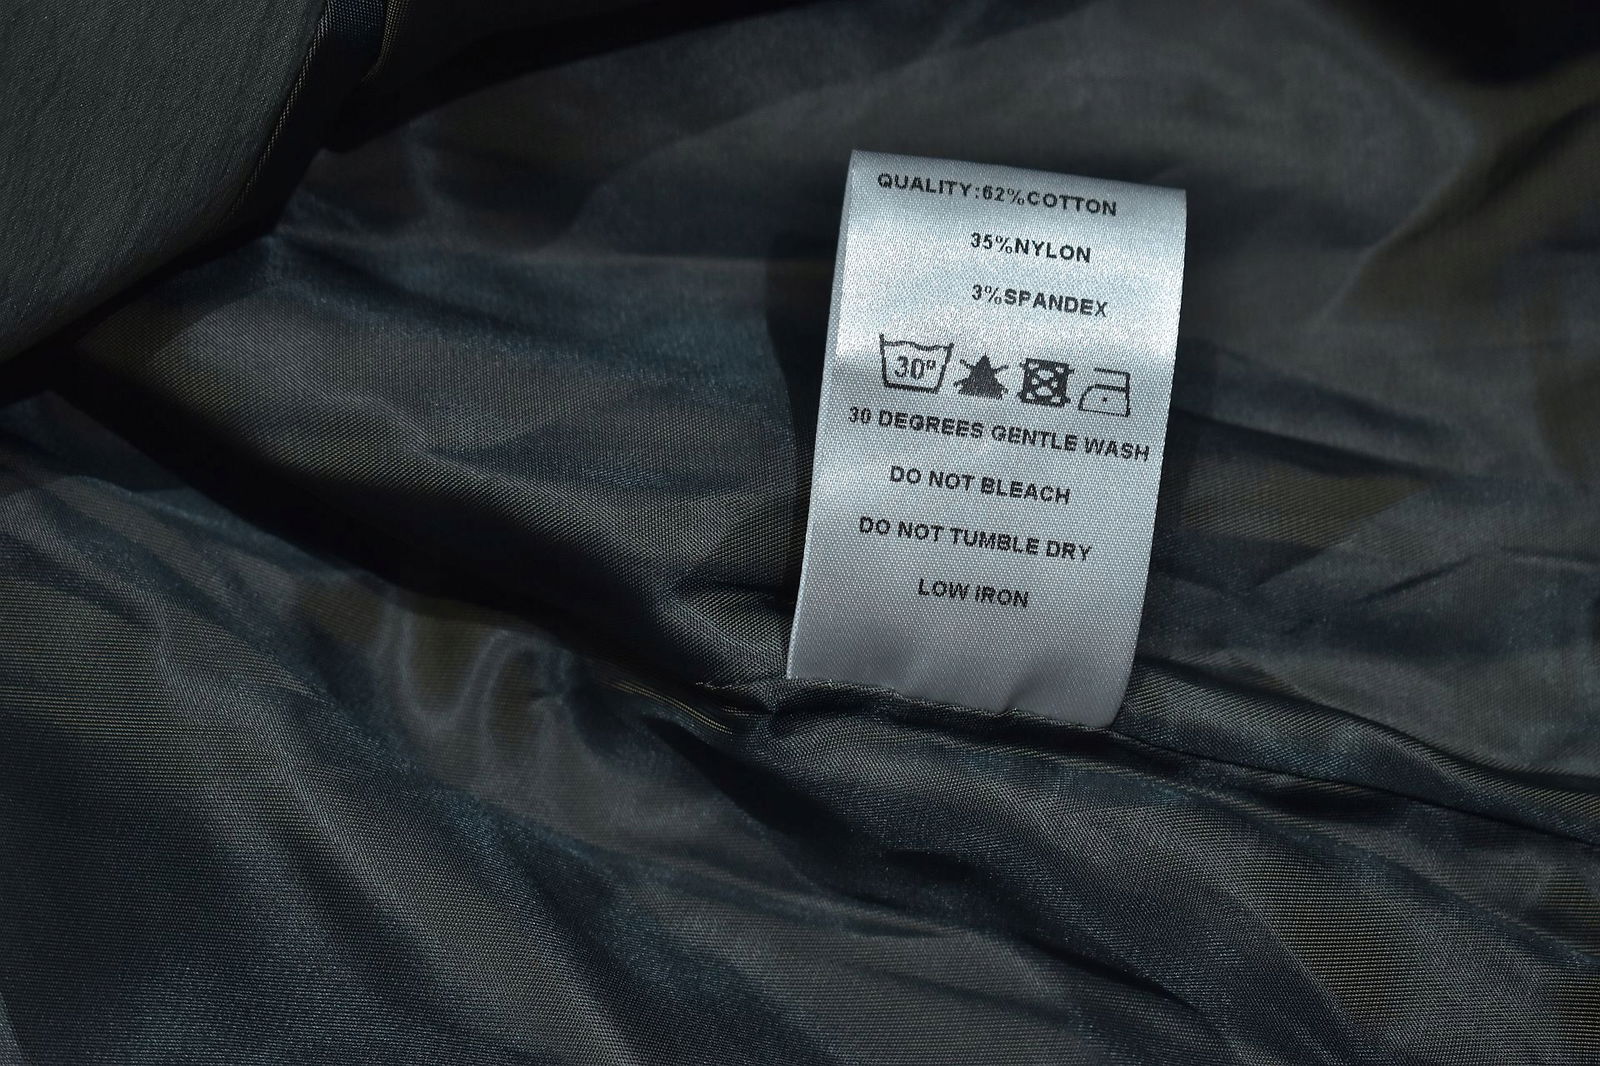 QUALITY:62%COTTON
35%NYLON
3%SPANDEX
30°
30 DEGREES GENTLE WASH
DO NOT BLEACH
DO NOT TUMBLE DRY
LOW IRON